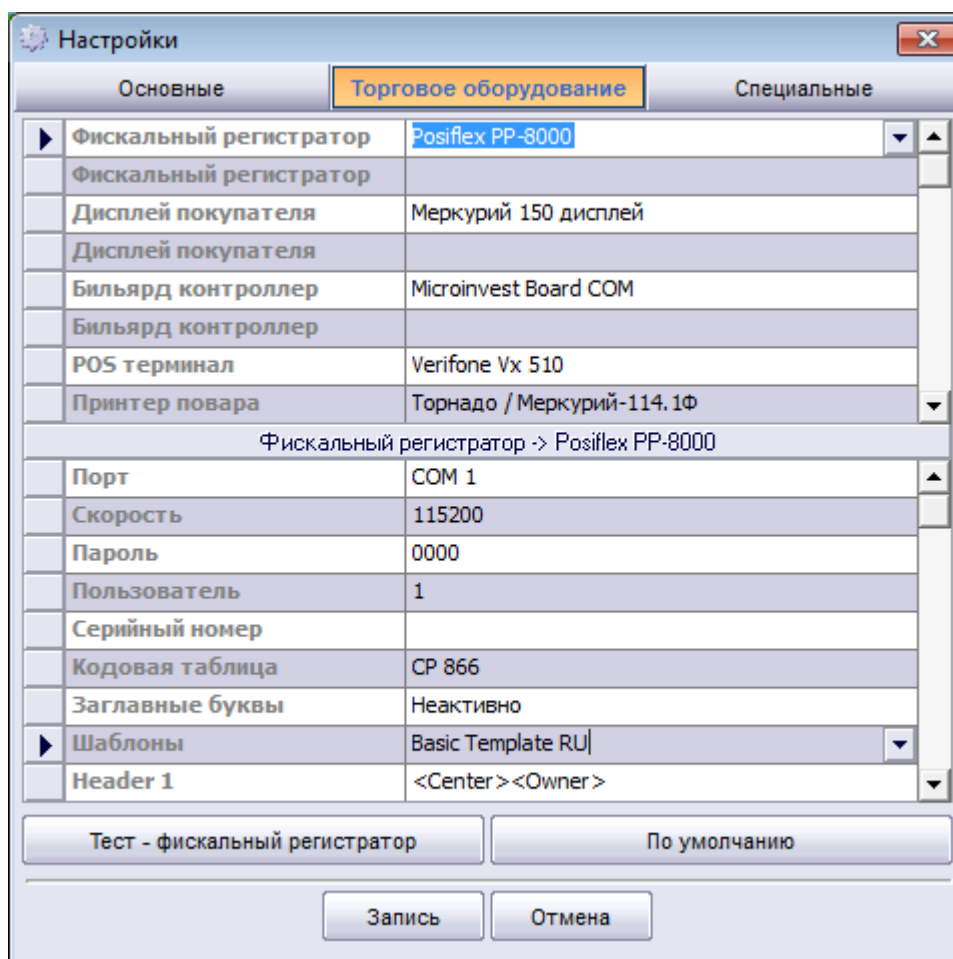 Настройки
Основные Торговое оборудование Специальные
Фискальный регистратор Posiflex PP-8000
Фискальный регистратор
Дисплей покупателя Меркурий 150 дисплей
Дисплей покупателя
Бильярд контроллер Microinvest Board COM
Бильярд контроллер
POS терминал Verifone Vx 510
Принтер повара Торнадо / Меркурий-114.1Ф
Фискальный регистратор -> Posiflex PP-8000
Порт COM 1
Скорость 115200
Пароль 0000
Пользователь 1
Серийный номер
Кодовая таблица CP 866
Заглавные буквы Неактивно
Шаблоны Basic Template RU
Header 1 <Center><Owner>
Тест - фискальный регистратор По умолчанию
Запись Отмена